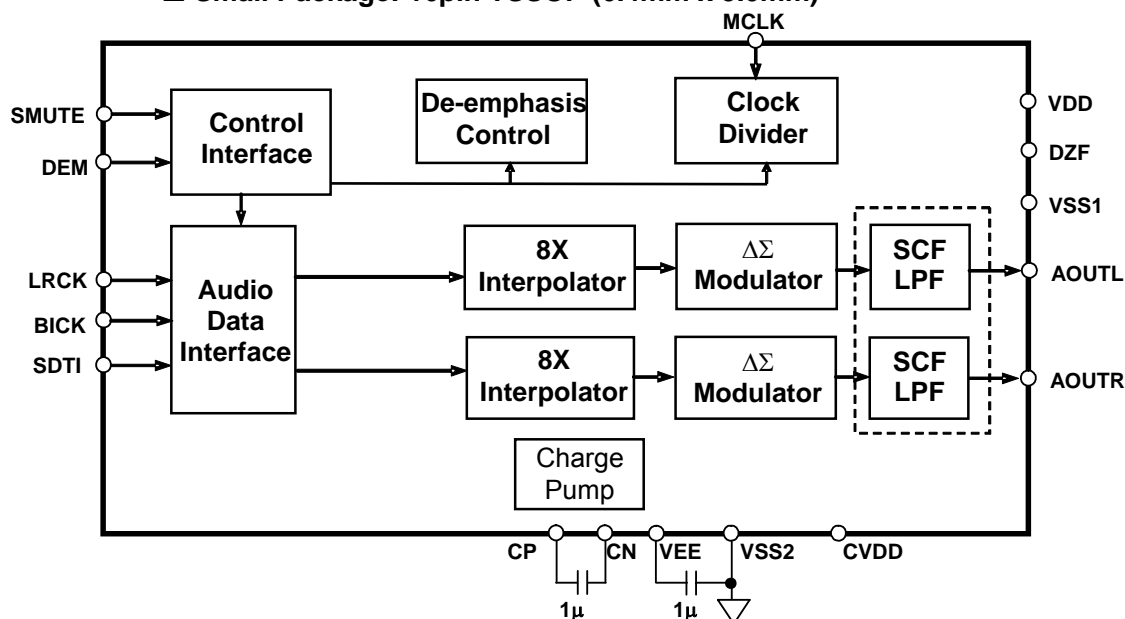 MCLK
SMUTE
DEM
LRCK
BICK
SDTI
Control
Interface
De-emphasis
Control
Clock
Divider
VDD
DZF
VSS1
Audio
Data
Interface
8X
Interpolator
ΔΣ
Modulator
SCF
LPF
AOUTL
8X
Interpolator
ΔΣ
Modulator
SCF
LPF
AOUTR
Charge
Pump
CP
CN
VEE
VSS2
CVDD
1μ
1μ